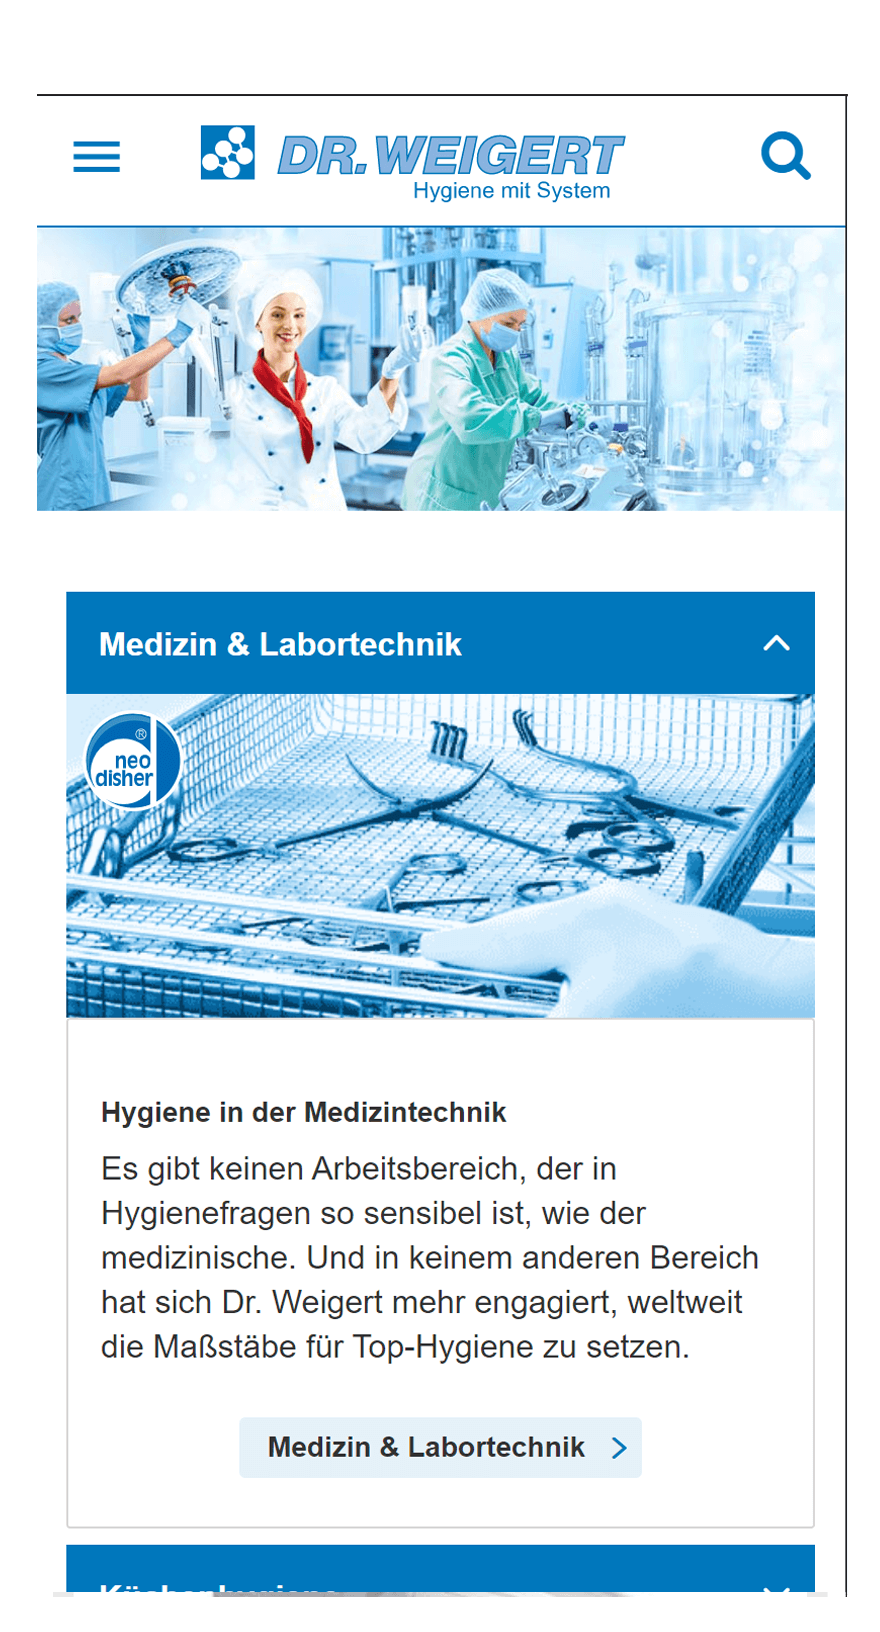 DR. WEIGERT
Hygiene mit System
Medizin & Labortechnik
®
neo
disher
Hygiene in der Medizintechnik
Es gibt keinen Arbeitsbereich, der in
Hygienefragen so sensibel ist, wie der
medizinische. Und in keinem anderen Bereich
hat sich Dr. Weigert mehr engagiert, weltweit
die Maßstäbe für Top-Hygiene zu setzen.
Medizin & Labortechnik
Küchenhygiene